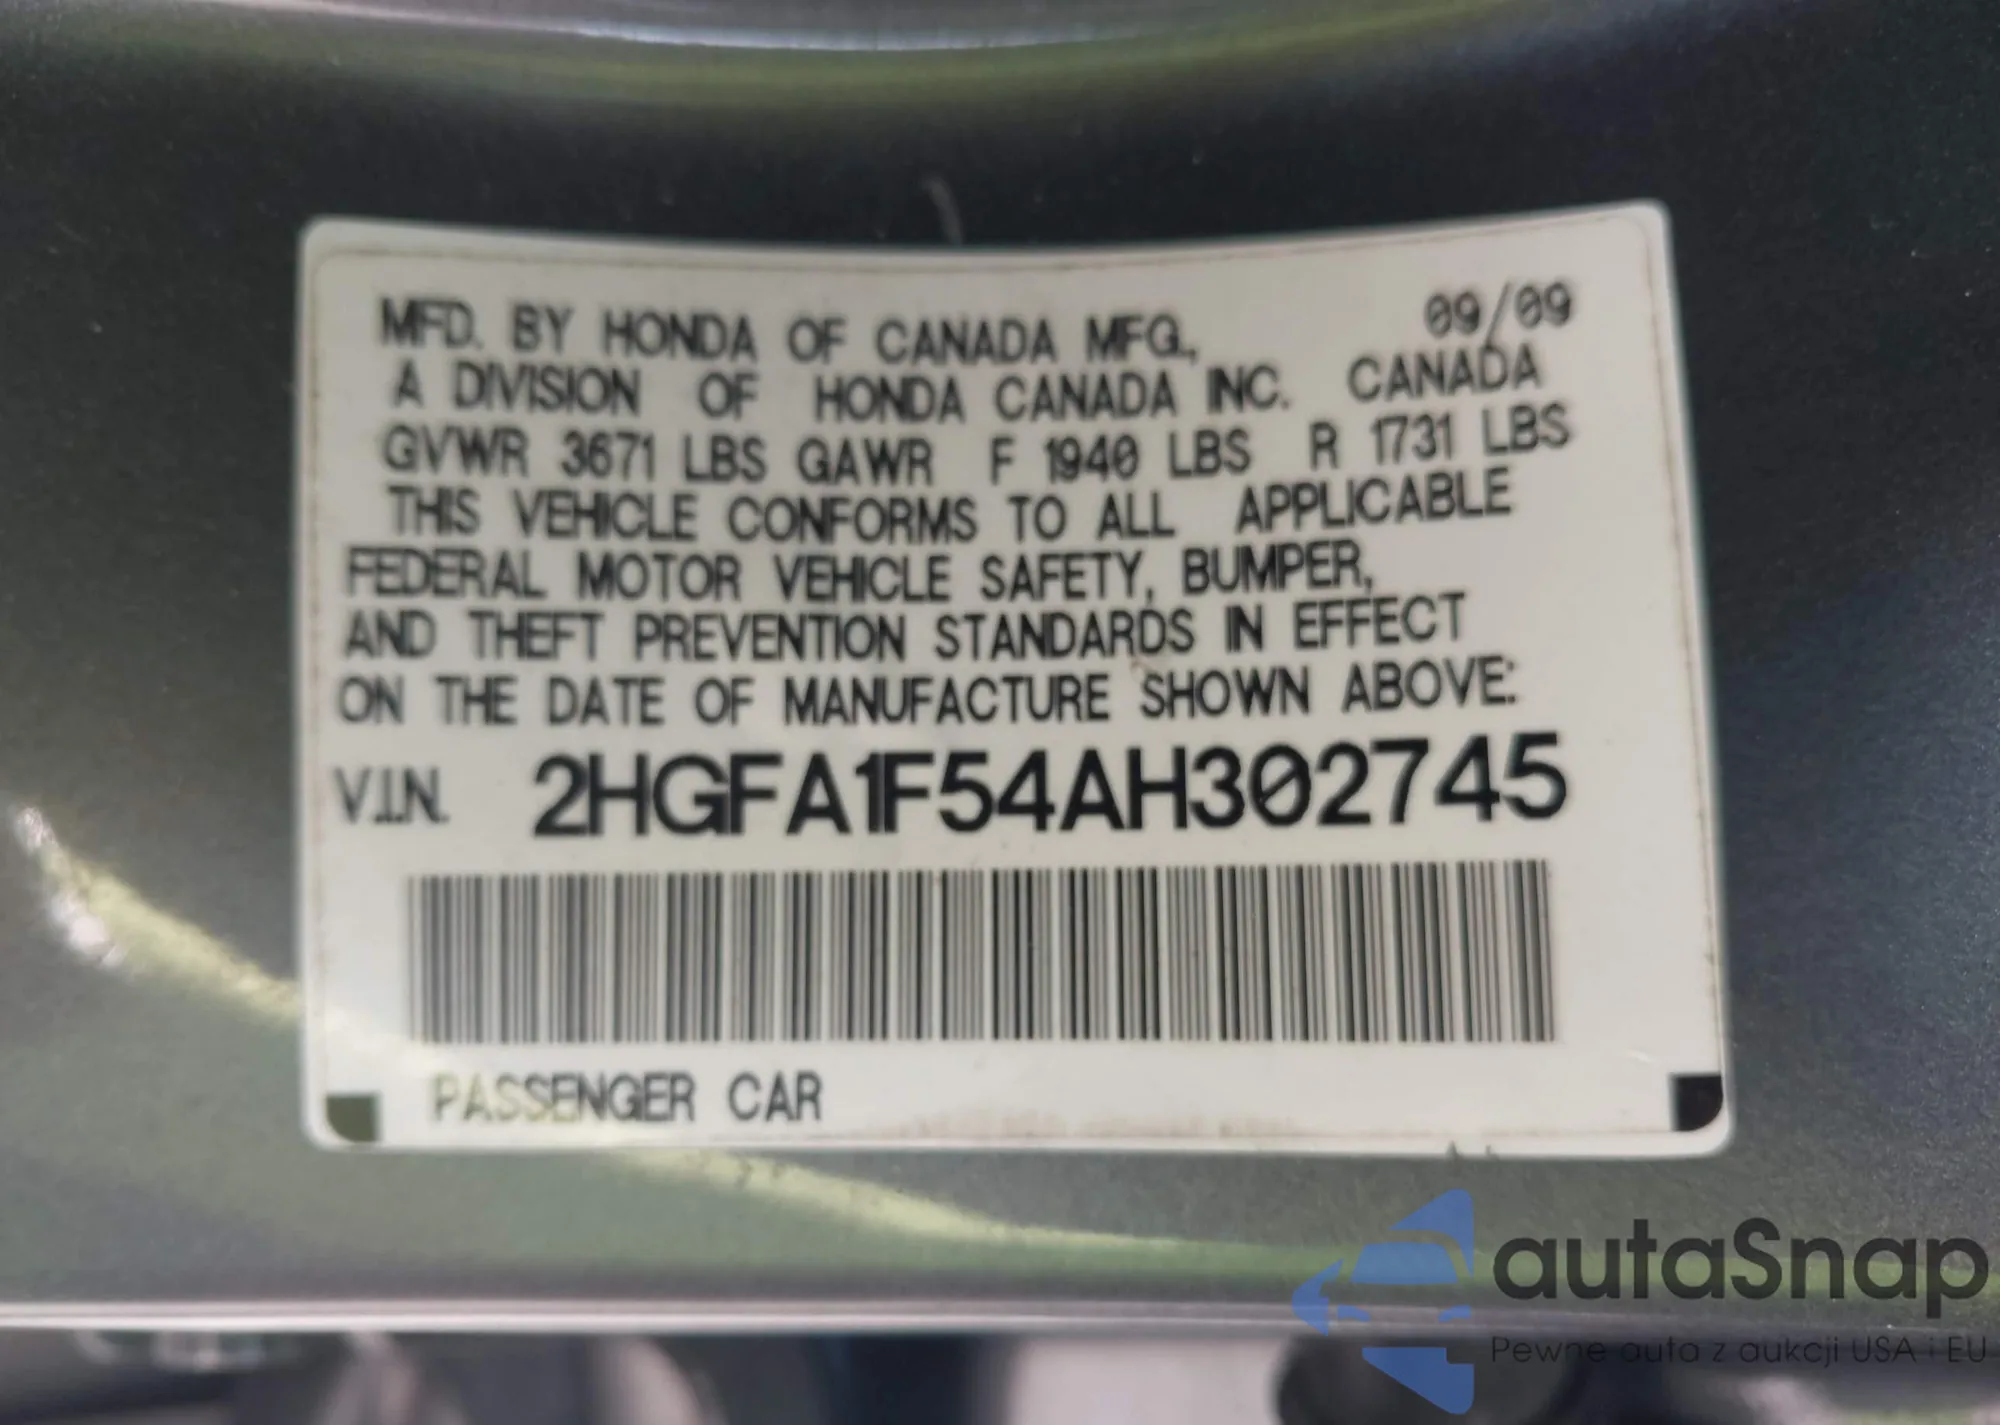 09/09
MFD. BY HONDA OF CANADA MFG.,
A DIVISION OF HONDA CANADA INC. CANADA
GVWR 3671 LBS GAWR F 1940 LBS R 1731 LBS
THIS VEHICLE CONFORMS TO ALL APPLICABLE
FEDERAL MOTOR VEHICLE SAFETY, BUMPER,
AND THEFT PREVENTION STANDARDS IN EFFECT
ON THE DATE OF MANUFACTURE SHOWN ABOVE:
V.I.N. 2HGFA1F54AH302745
PASSENGER CAR
autaSnap
Pewne auta z aukcji USA i EU